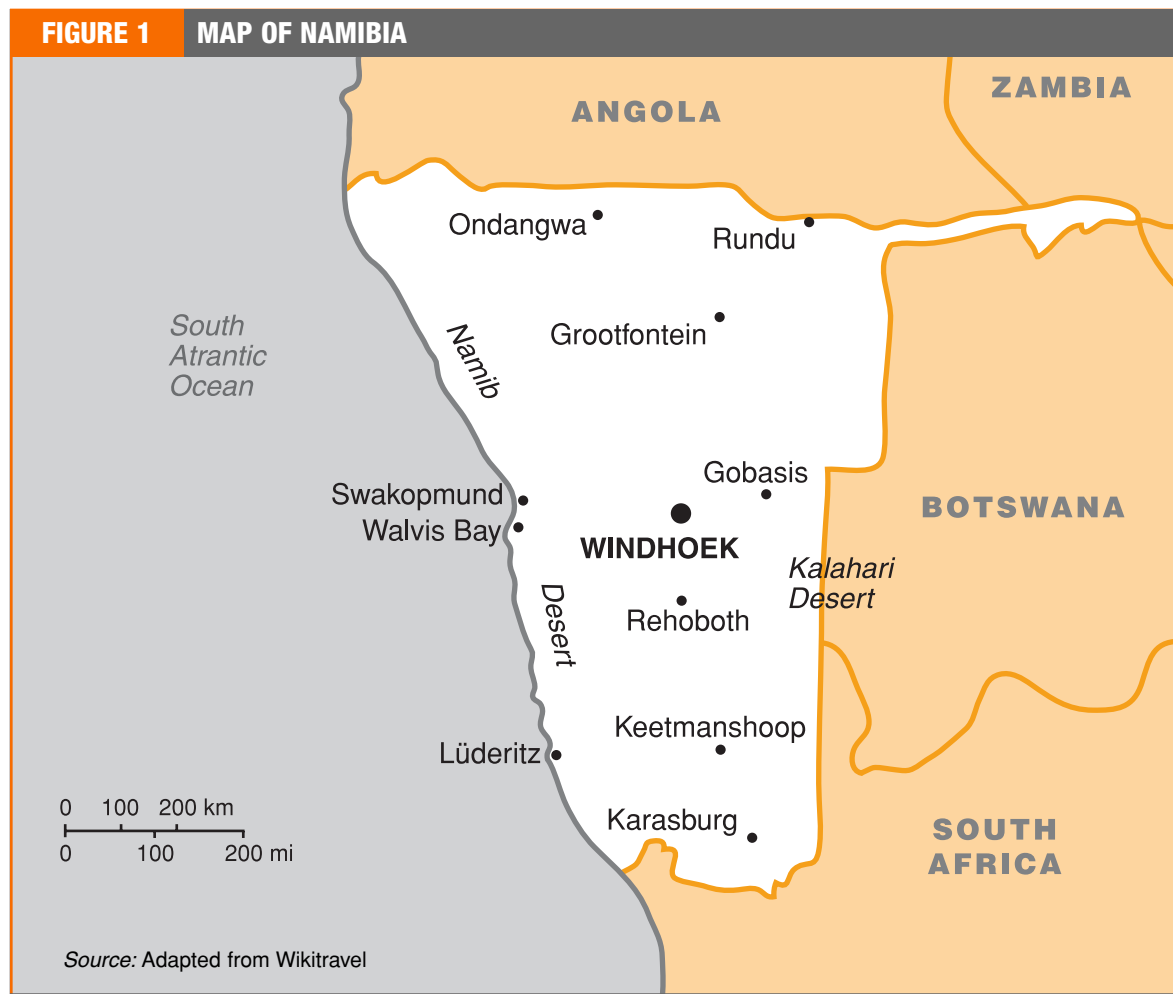 FIGURE 1 MAP OF NAMIBIA
ZAMBIA
ANGOLA
Ondangwa
Rundu
South
Atrantic
Ocean
Namib
Grootfontein
Gobasis
Swakopmund
Walvis Bay
WINDHOEK
BOTSWANA
Kalahari
Desert
Desert
Rehoboth
Keetmanshoop
Lüderitz
0 100 200 km
0 100 200 mi
Karasburg
SOUTH
AFRICA
Source: Adapted from Wikitravel